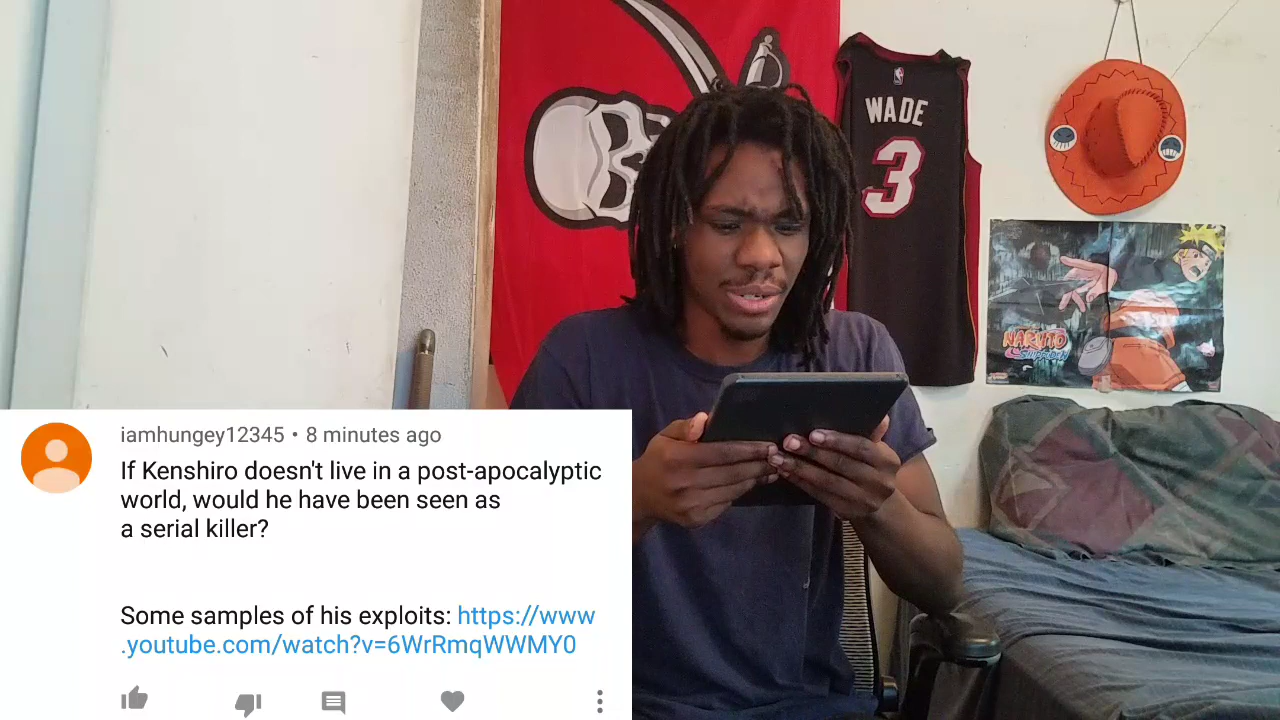 WADE
3
NARUTO
SHIPPUDEN
iamhungey12345 • 8 minutes ago
If Kenshiro doesn't live in a post-apocalyptic
world, would he have been seen as
a serial killer?
Some samples of his exploits: https://www
.youtube.com/watch?v=6WrRmqWWMY0